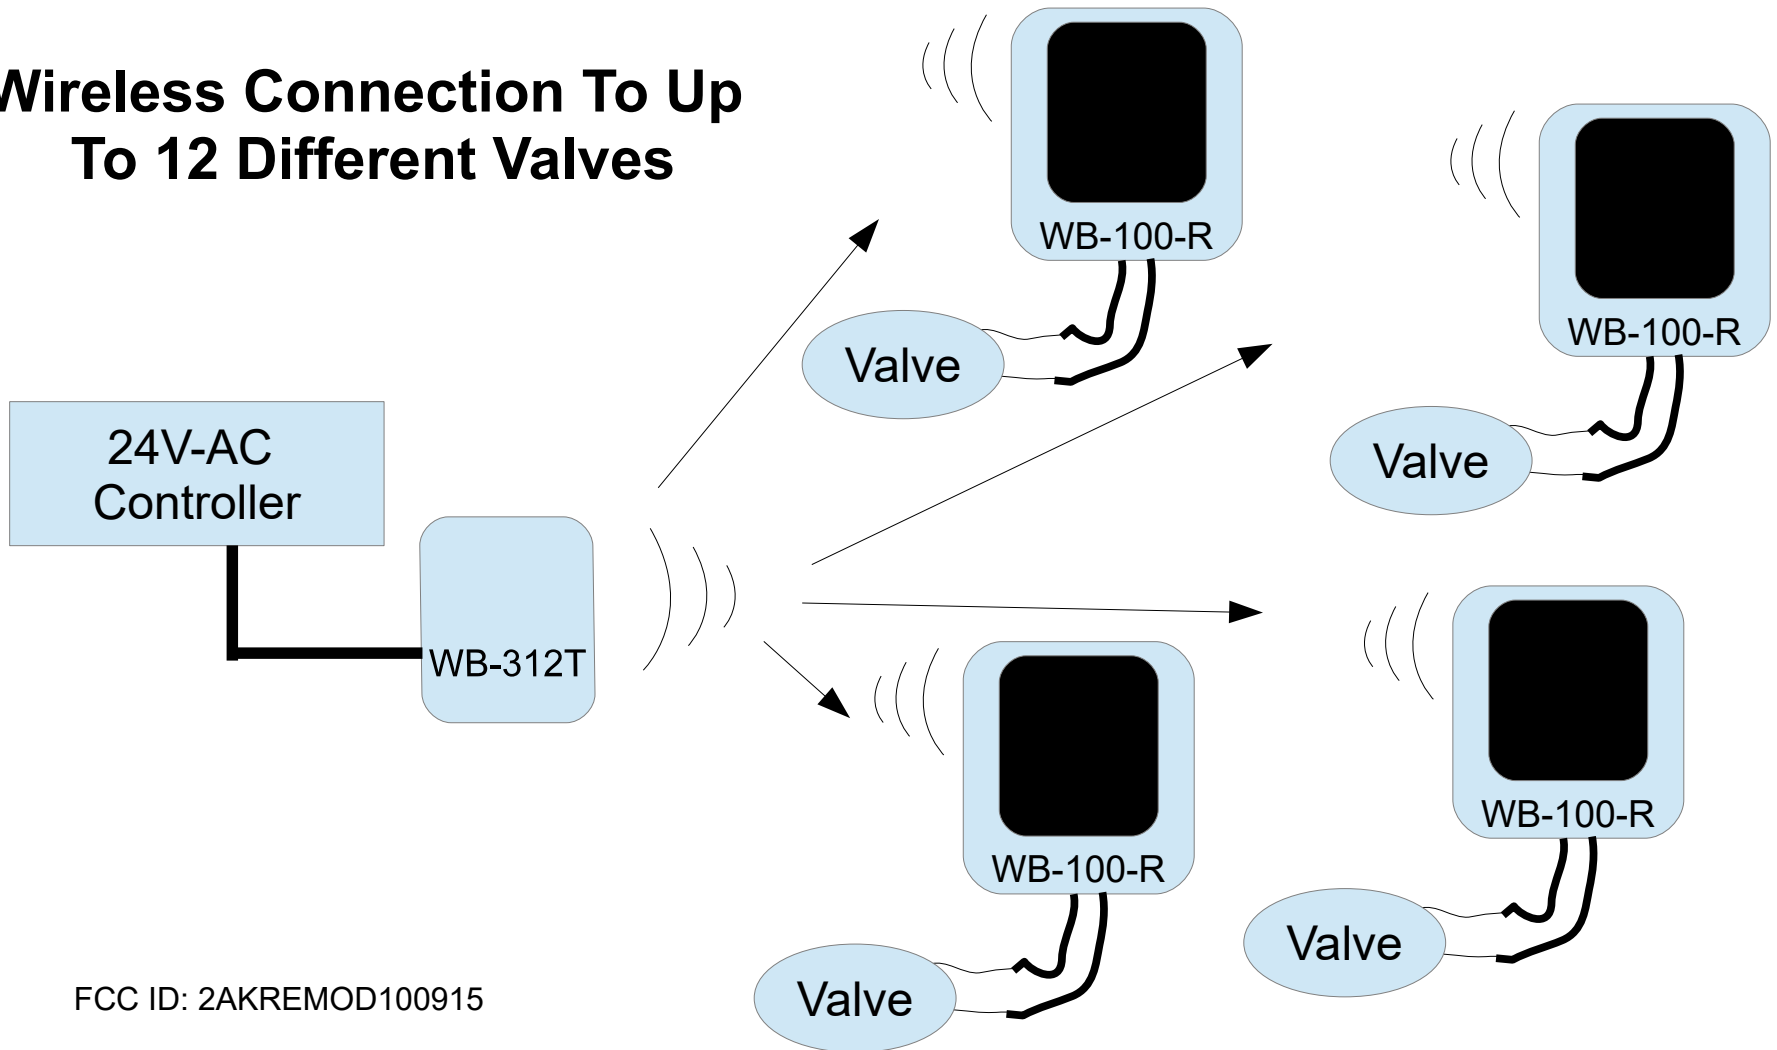 Wireless Connection To Up
To 12 Different Valves
WB-100-R
Valve
WB-100-R
Valve
24V-AC
Controller
WB-312T
WB-100-R
Valve
WB-100-R
Valve
FCC ID: 2AKREMOD100915